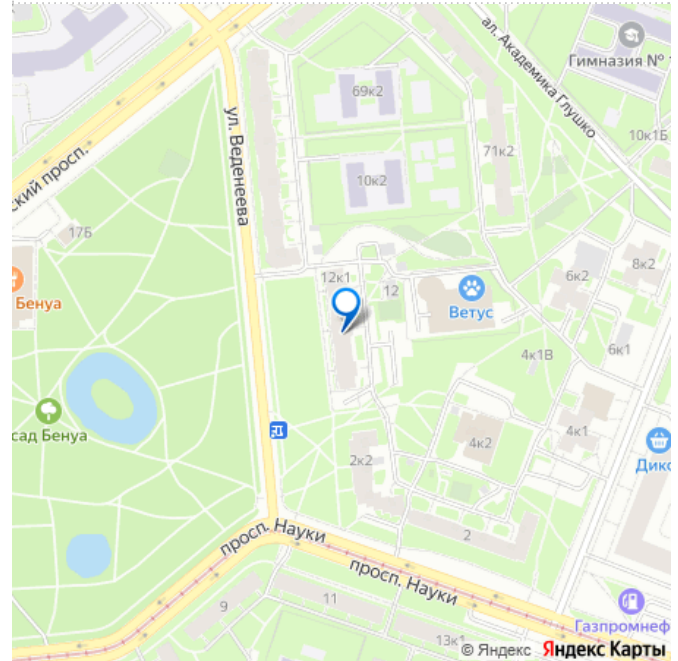 Гимназия № 1
ал. Академика Глушко
69к2
10к1Б
ул. Веденеева
71к2
ский просп.
10к2
17Б
8к2
12к1
6к2
12
Бенуа
Ветус
6к1
4к1В
сад Бенуа
4к1
4к2
Дикс
2к2
2
просп. Науки
просп. Науки
9
11
Газпромнеф
13к1
© Яндекс Яндекс Карты